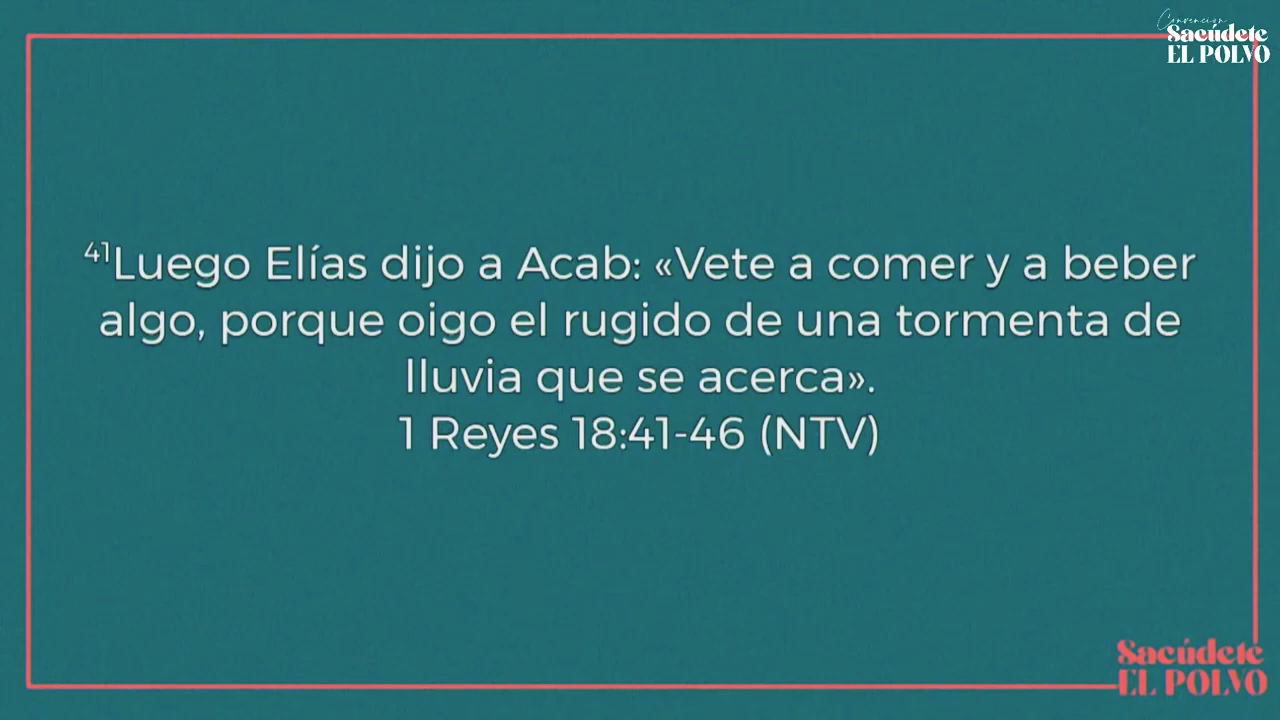 Convención
Sacúdete
EL POLVO
41Luego Elías dijo a Acab: «Vete a comer y a beber
algo, porque oigo el rugido de una tormenta de
lluvia que se acerca».
1 Reyes 18:41-46 (NTV)
Sacúdete
EL POLVO